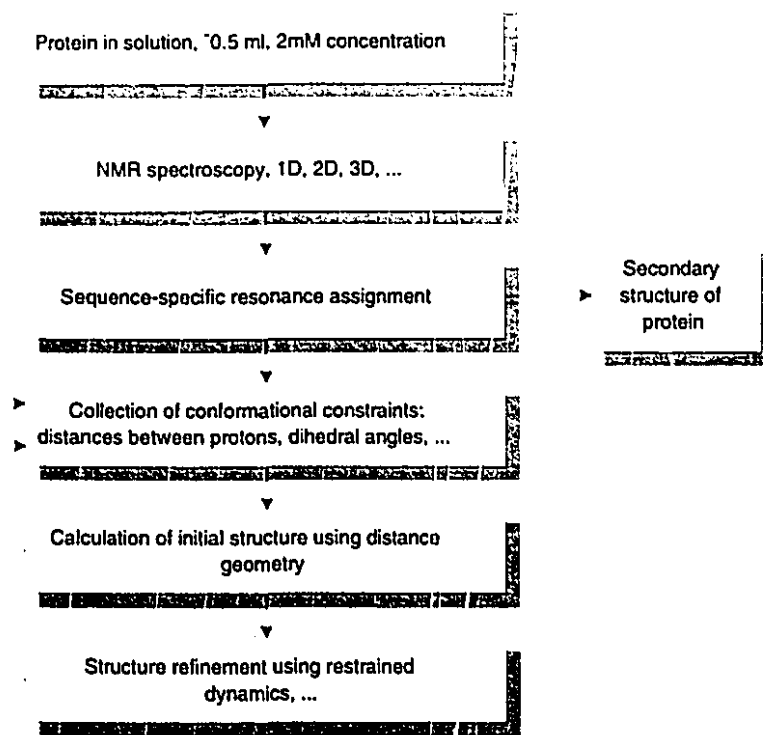 Protein in solution, ~0.5 ml, 2mM concentration
NMR spectroscopy, 1D, 2D, 3D, ...
Sequence-specific resonance assignment
Secondary
structure of
protein
Collection of conformational constraints:
distances between protons, dihedral angles, ...
Calculation of initial structure using distance
geometry
Structure refinement using restrained
dynamics, ...